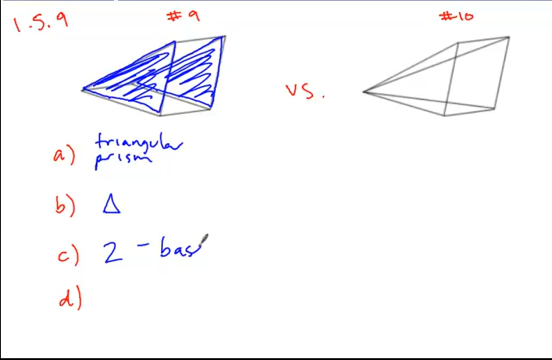 1.5.9
#9
#10
vs.
a) triangular
prism
b) Δ
c) 2 - bas
d)